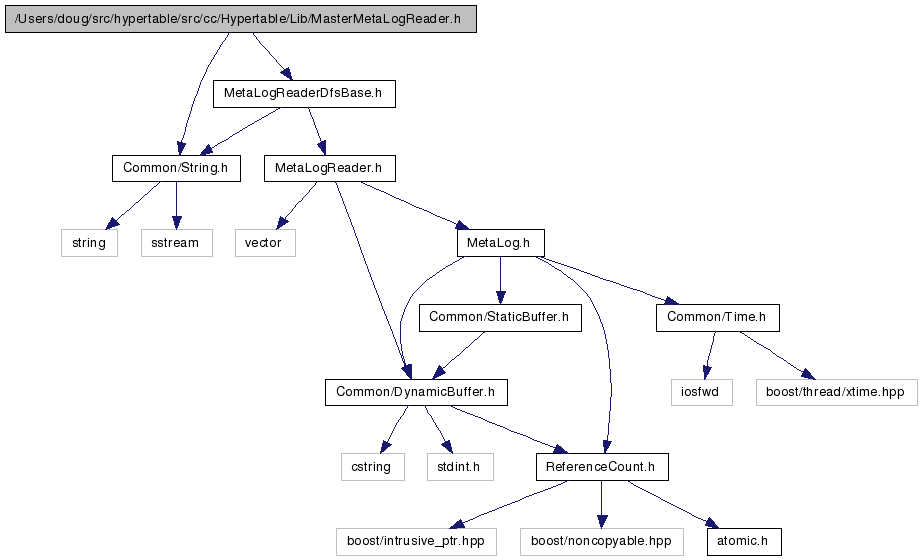 /Users/doug/src/hypertable/src/cc/Hypertable/Lib/MasterMetaLogReader.h
MetaLogReaderDfsBase.h
Common/String.h
MetaLogReader.h
string
sstream
vector
MetaLog.h
Common/StaticBuffer.h
Common/Time.h
Common/DynamicBuffer.h
iosfwd
boost/thread/xtime.hpp
cstring
stdint.h
ReferenceCount.h
boost/intrusive_ptr.hpp
boost/noncopyable.hpp
atomic.h